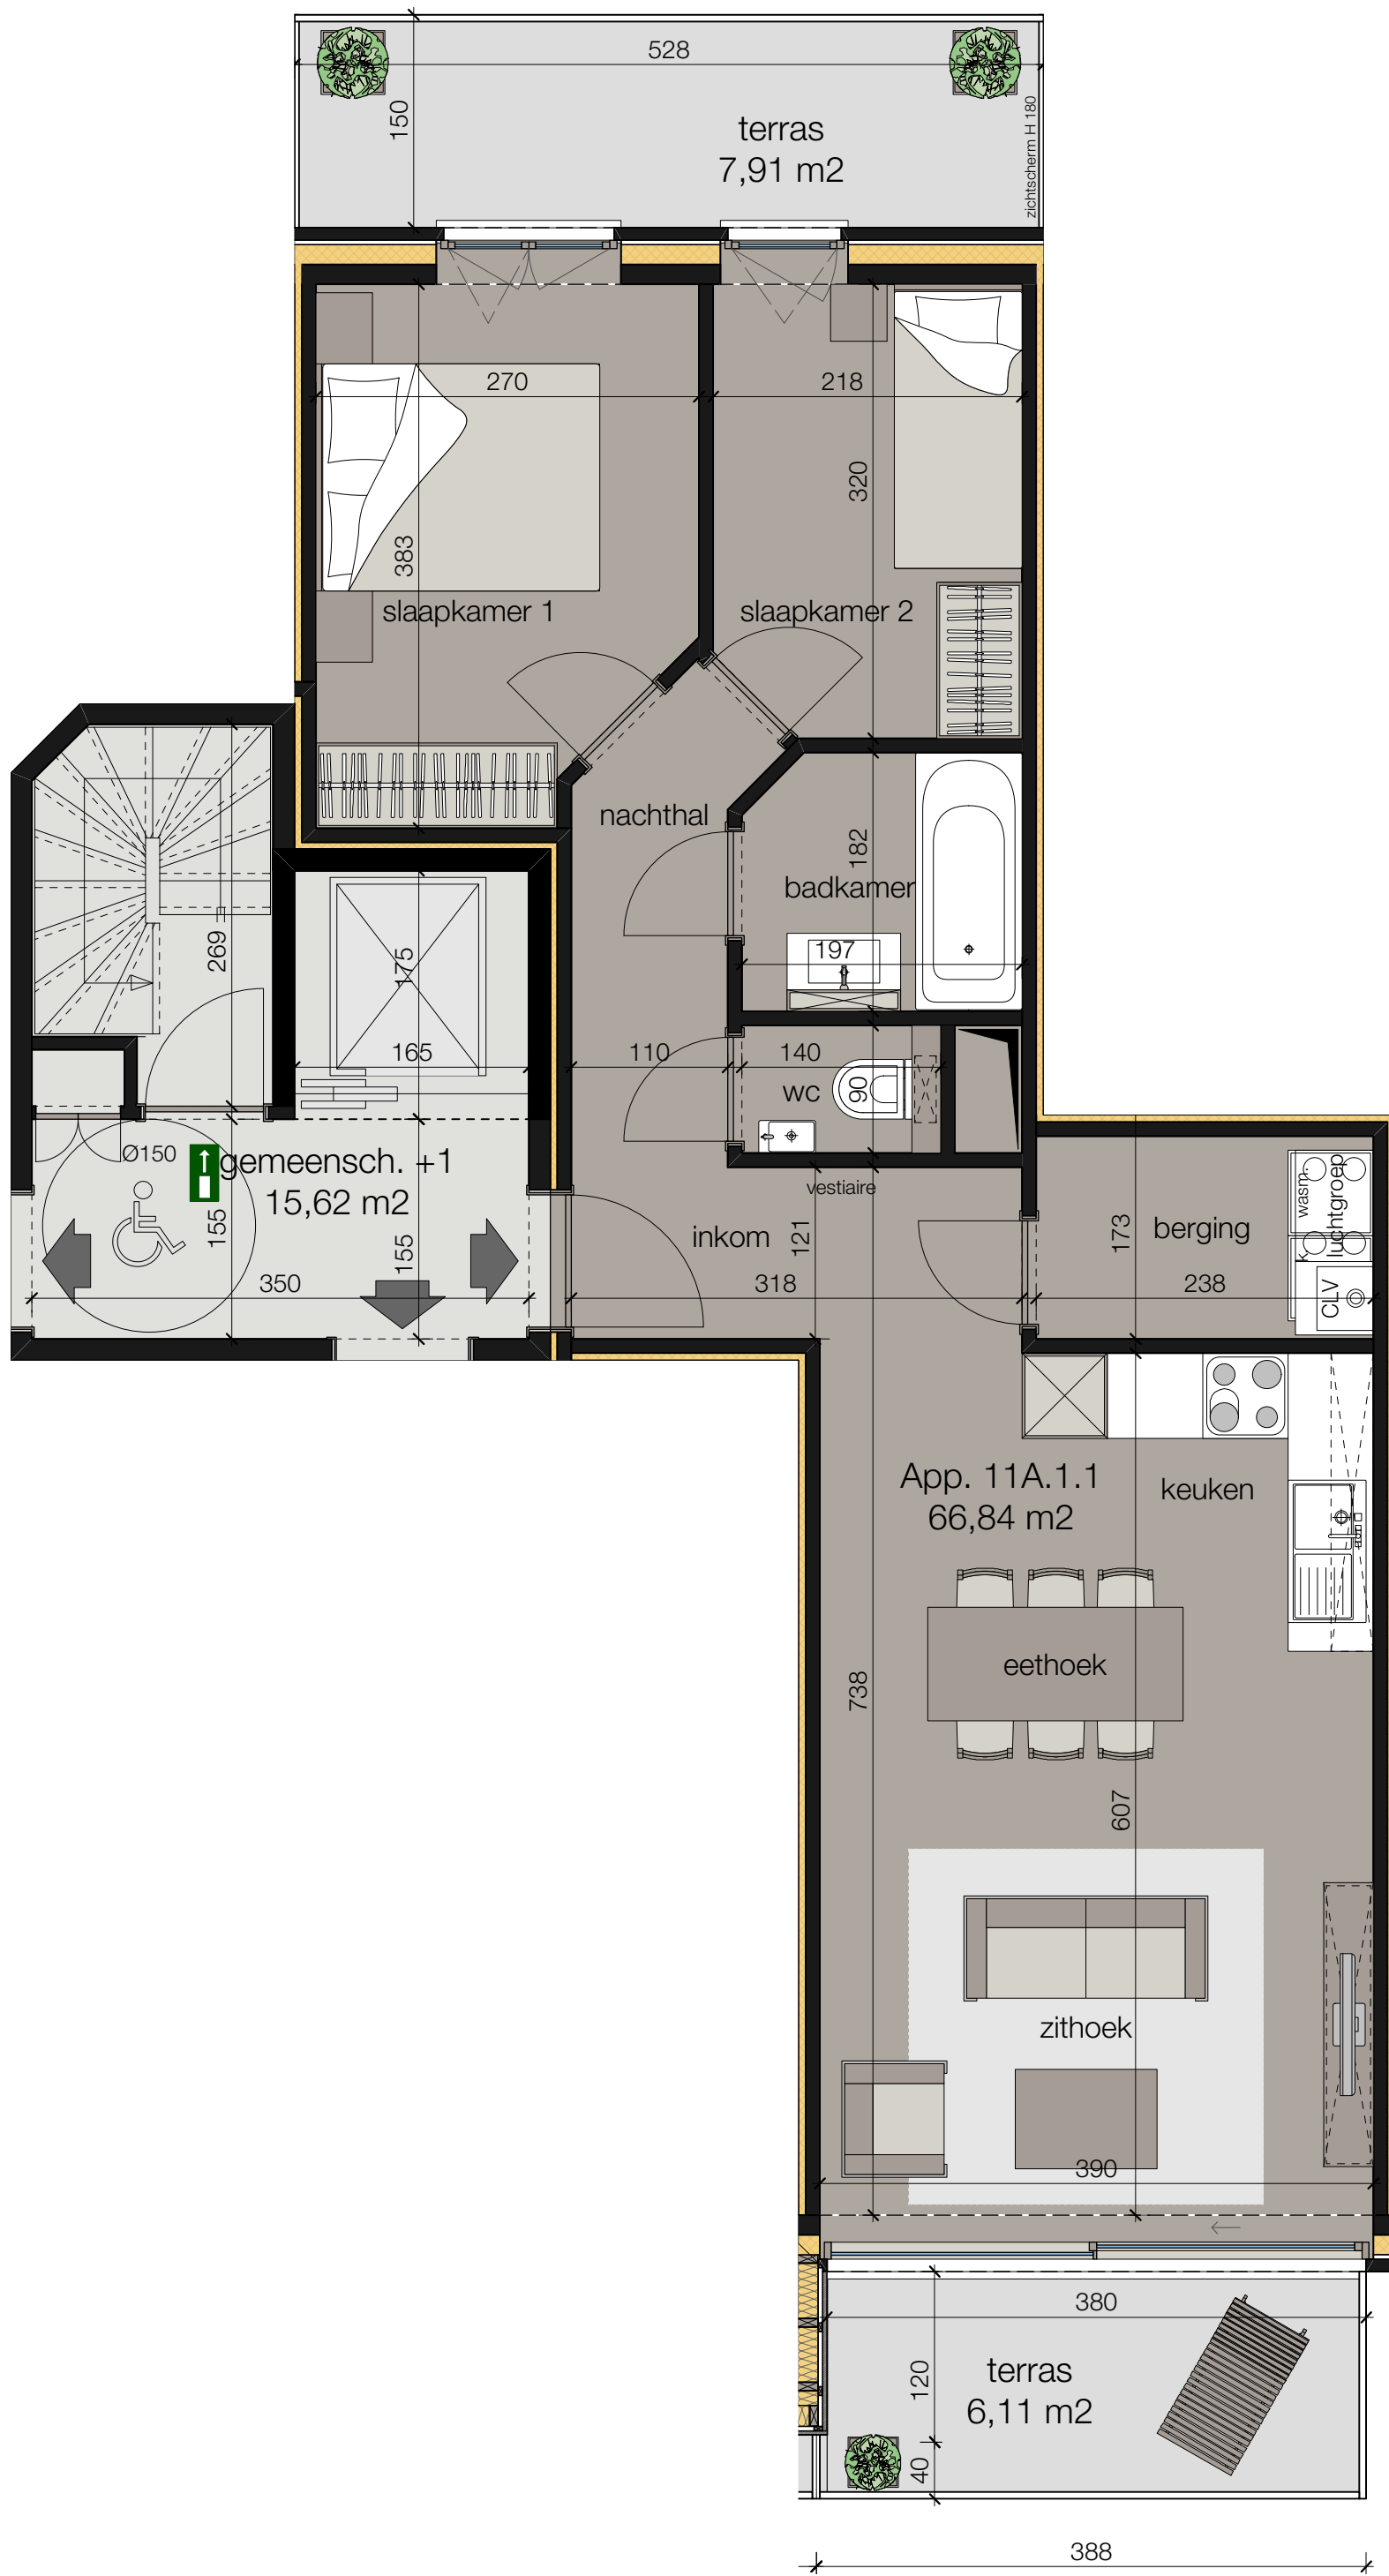 528
150
terras
7,91 m2
zichtscherm H 180
270
218
320
383
slaapkamer 1
slaapkamer 2
nachthal
182
badkamer
269
175
197
165
110
140
wc
90
Ø150
gemeensch. +1
15,62 m2
vestiaire
155
155
inkom
121
173
berging
wasm.
luchtgroep
k
CLV
350
318
238
App. 11A.1.1
66,84 m2
keuken
eethoek
738
607
zithoek
390
380
terras
6,11 m2
120
40
388